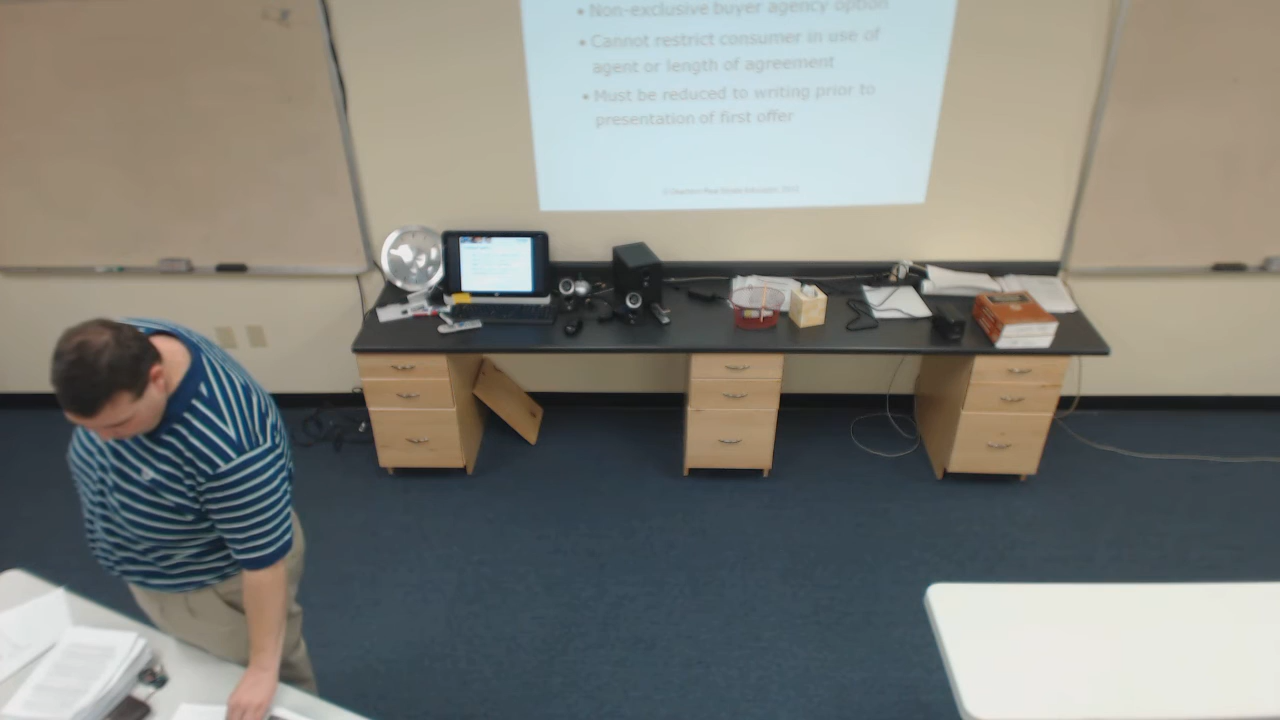 • Non-exclusive buyer agency option
• Cannot restrict consumer in use of
agent or length of agreement
• Must be reduced to writing prior to
presentation of first offer